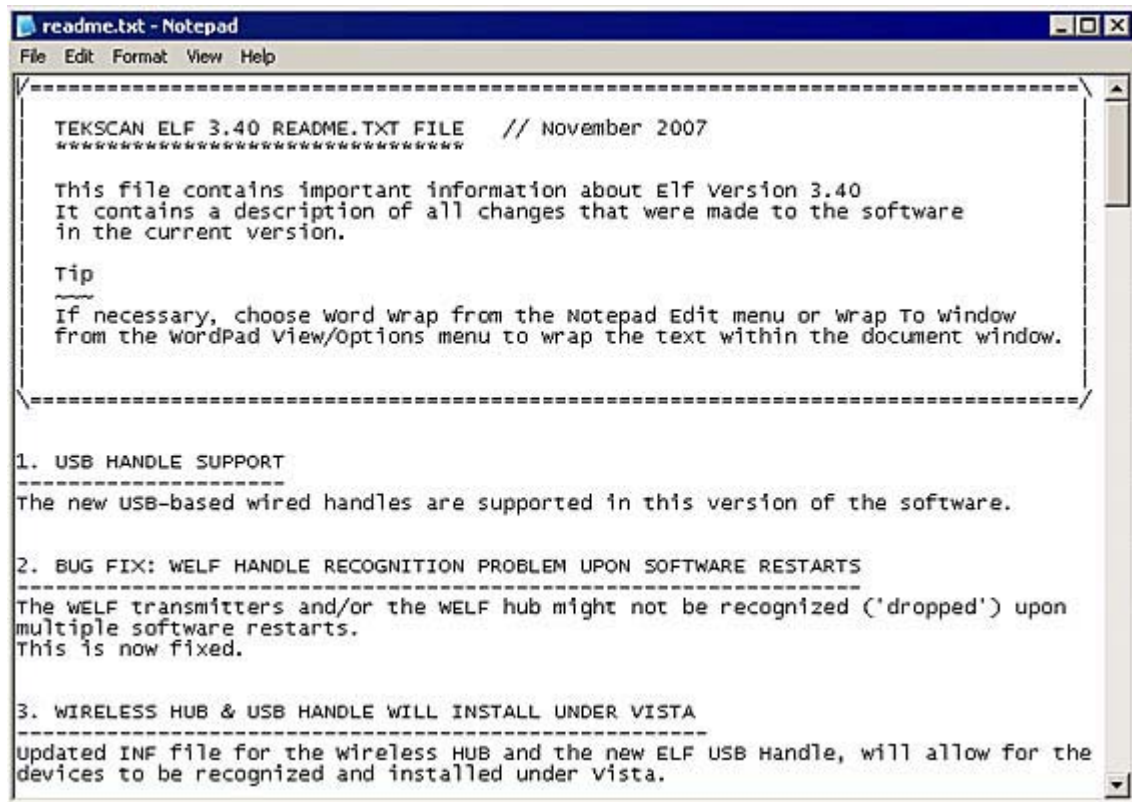 readme.txt - Notepad
File Edit Format View Help
/==================================================================================\
TEKSCAN ELF 3.40 README.TXT FILE // November 2007
********************************
This file contains important information about Elf Version 3.40
It contains a description of all changes that were made to the software
in the current version.
Tip
~~~
If necessary, choose Word Wrap from the Notepad Edit menu or Wrap To Window
from the WordPad View/Options menu to wrap the text within the document window.
\==================================================================================/
1. USB HANDLE SUPPORT
---------------------
The new USB-based wired handles are supported in this version of the software.
2. BUG FIX: WELF HANDLE RECOGNITION PROBLEM UPON SOFTWARE RESTARTS
------------------------------------------------------------------
The WELF transmitters and/or the WELF hub might not be recognized ('dropped') upon
multiple software restarts.
This is now fixed.
3. WIRELESS HUB & USB HANDLE WILL INSTALL UNDER VISTA
------------------------------------------------------
Updated INF file for the Wireless HUB and the new ELF USB Handle, will allow for the
devices to be recognized and installed under Vista.